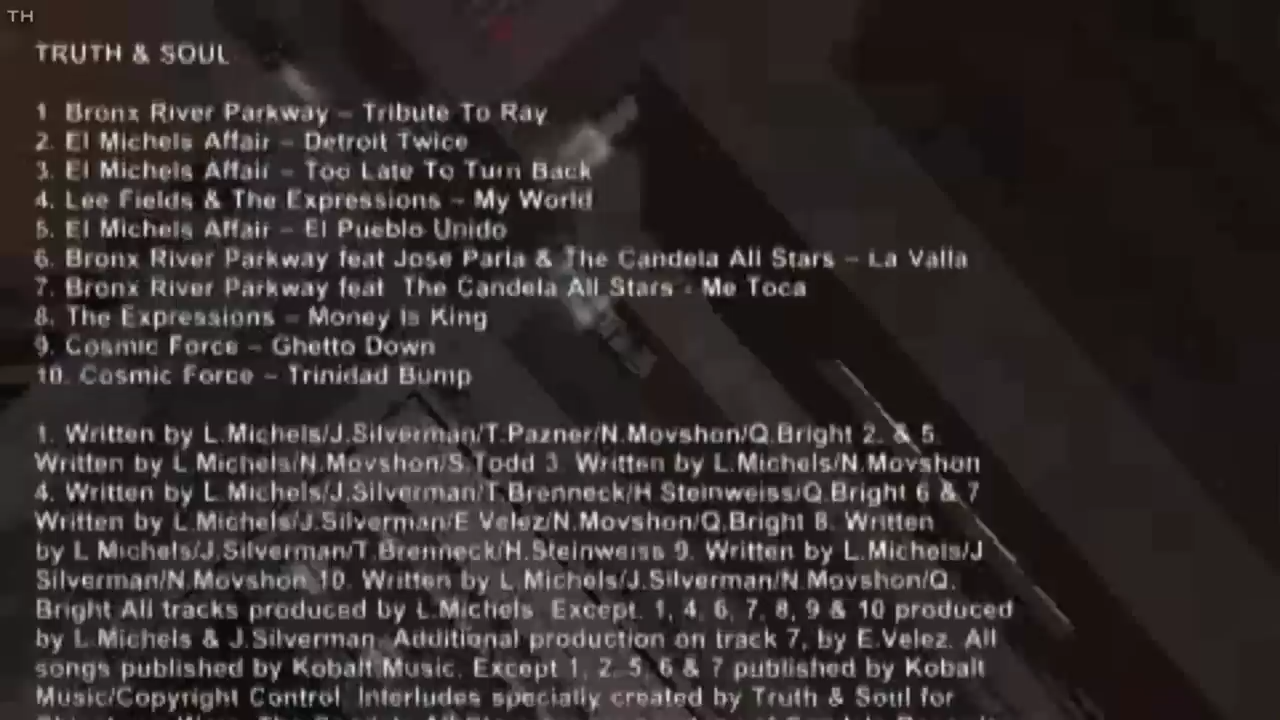 TH
TRUTH & SOUL
1 Bronx River Parkway – Tribute To Ray
2. El Michels Affair – Detroit Twice
3. El Michels Affair – Too Late To Turn Back
4. Lee Fields & The Expressions – My World
5. El Michels Affair – El Pueblo Unido
6. Bronx River Parkway feat Jose Parla & The Candela All Stars – La Valla
7. Bronx River Parkway feat The Candela All Stars - Me Toca
8. The Expressions – Money Is King
9. Cosmic Force – Ghetto Down
10. Cosmic Force – Trinidad Bump
1. Written by L.Michels/J.Silverman/T.Pazner/N.Movshon/Q.Bright 2. & 5.
Written by L Michels/N.Movshon/S.Todd 3. Written by L.Michels/N.Movshon
4. Written by L.Michels/J.Silverman/T.Brenneck/H Steinweiss/Q.Bright 6 & 7
Written by L.Michels/J.Silverman/E Velez/N.Movshon/Q.Bright 8. Written
by L Michels/J.Silverman/T.Brenneck/H.Steinweiss 9. Written by L.Michels/J
Silverman/N.Movshon 10. Written by L Michels/J.Silverman/N.Movshon/Q.
Bright All tracks produced by L.Michels. Except. 1, 4, 6, 7, 8, 9 & 10 produced
by L.Michels & J.Silverman. Additional production on track 7, by E.Velez. All
songs published by Kobalt Music. Except 1, 2, 5, 6 & 7 published by Kobalt
Music/Copyright Control. Interludes specially created by Truth & Soul for